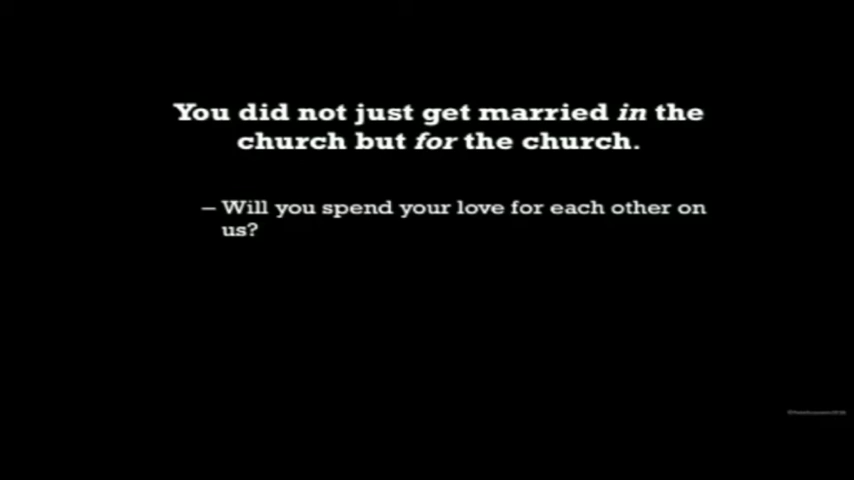 You did not just get married in the
church but for the church.
– Will you spend your love for each other on
us?